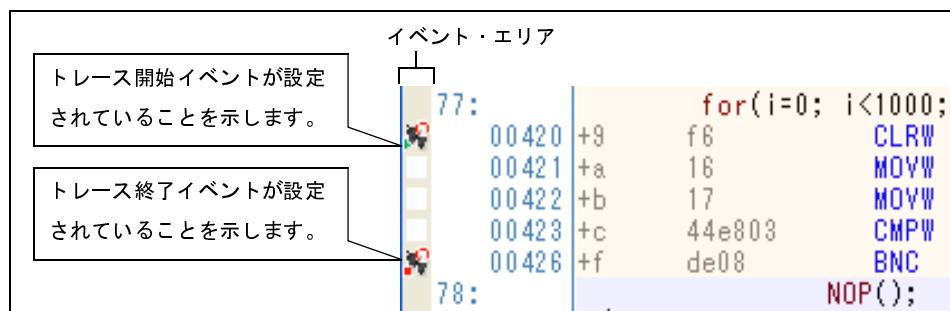 イベント・エリア
トレース開始イベントが設定
されていることを示します。
トレース終了イベントが設定
されていることを示します。
77: for(i=0; i<1000;
00420 +9 f6 CLRW
00421 +a 16 MOVW
00422 +b 17 MOVW
00423 +c 44e803 CMPW
00426 +f de08 BNC
78: NOP();